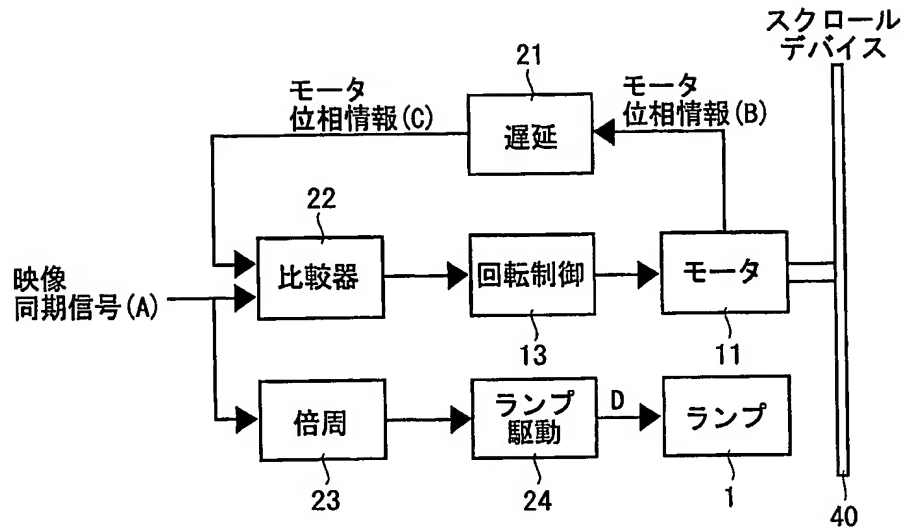 スクロール
デバイス
21
モータ
位相情報(C)
遅延
モータ
位相情報(B)
22
映像
同期信号(A)
比較器
回転制御
モータ
13
11
倍周
ランプ
駆動
D
ランプ
23
24
1
40